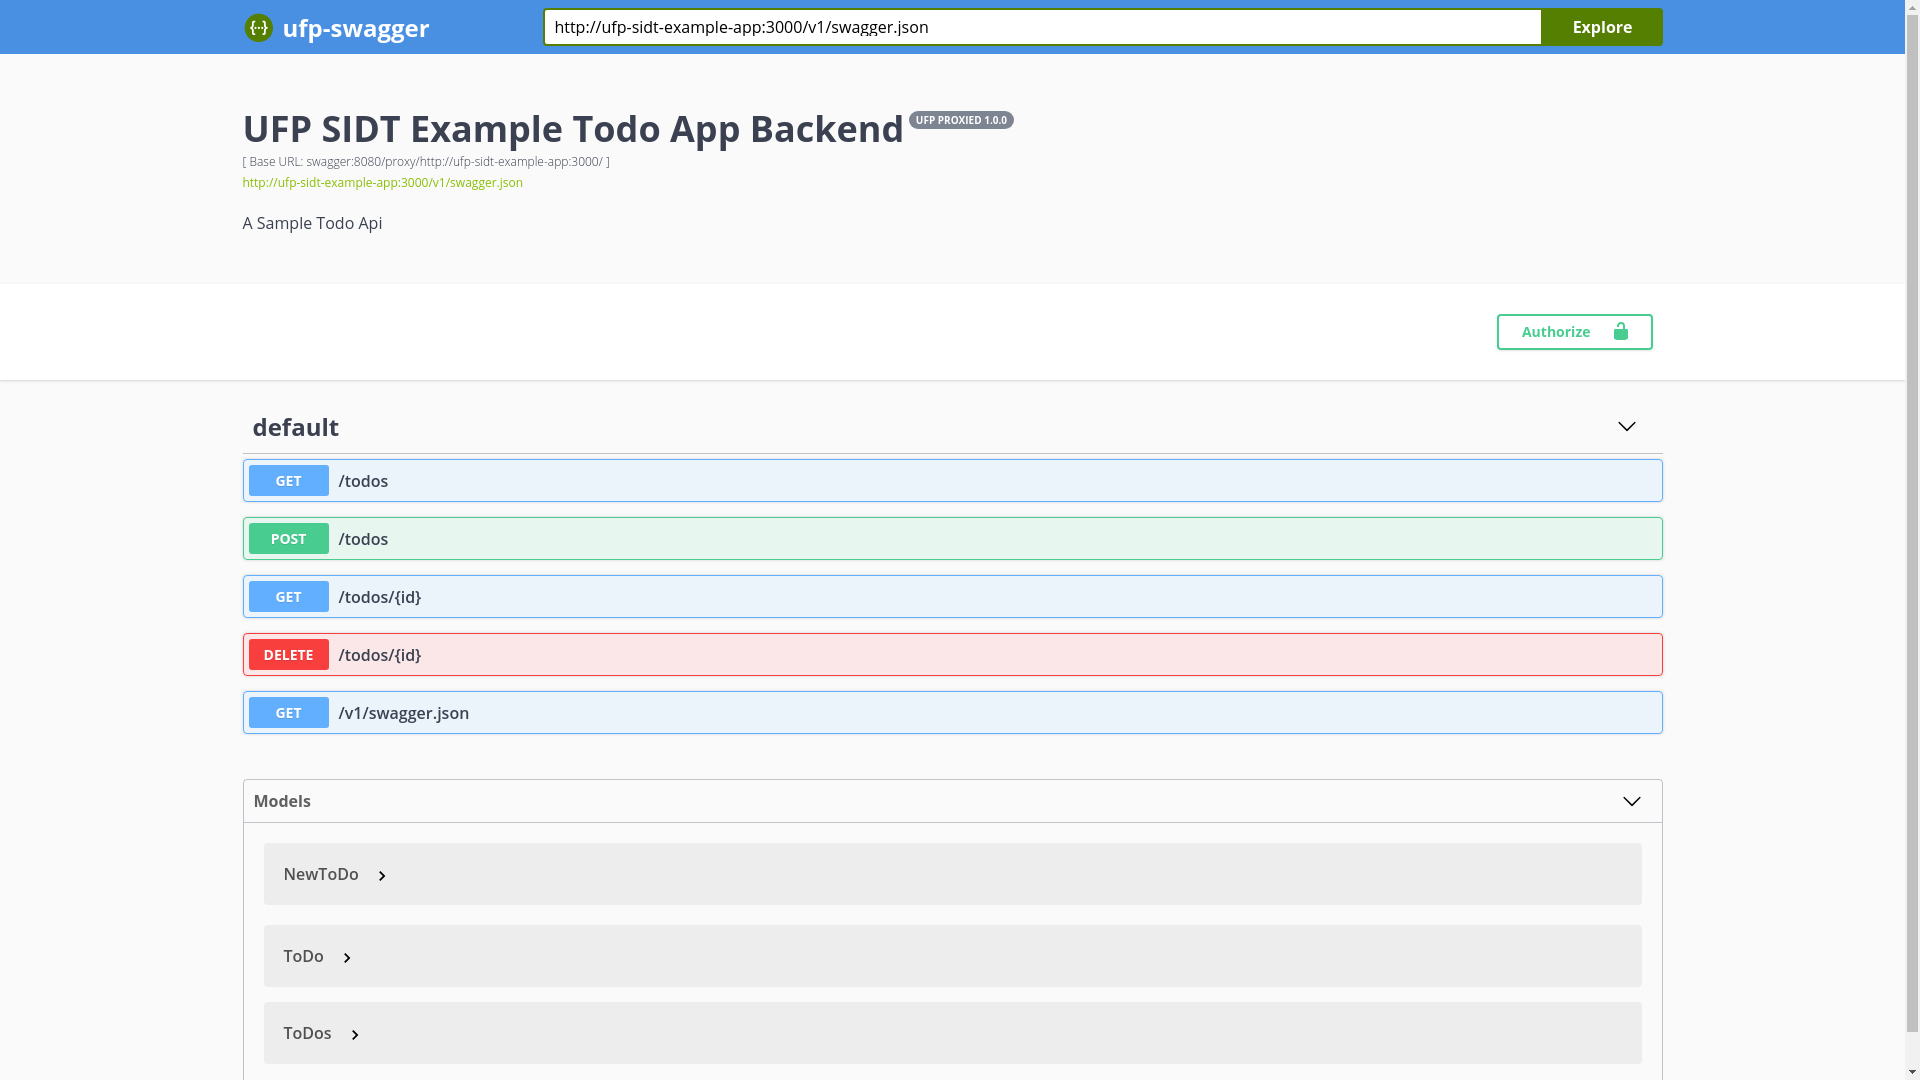 ufp-swagger
http://ufp-sidt-example-app:3000/v1/swagger.json
Explore
UFP SIDT Example Todo App Backend UFP PROXIED 1.0.0
[ Base URL: swagger:8080/proxy/http://ufp-sidt-example-app:3000/ ]
http://ufp-sidt-example-app:3000/v1/swagger.json
A Sample Todo Api
Authorize
default
GET /todos
POST /todos
GET /todos/{id}
DELETE /todos/{id}
GET /v1/swagger.json
Models
NewToDo
ToDo
ToDos